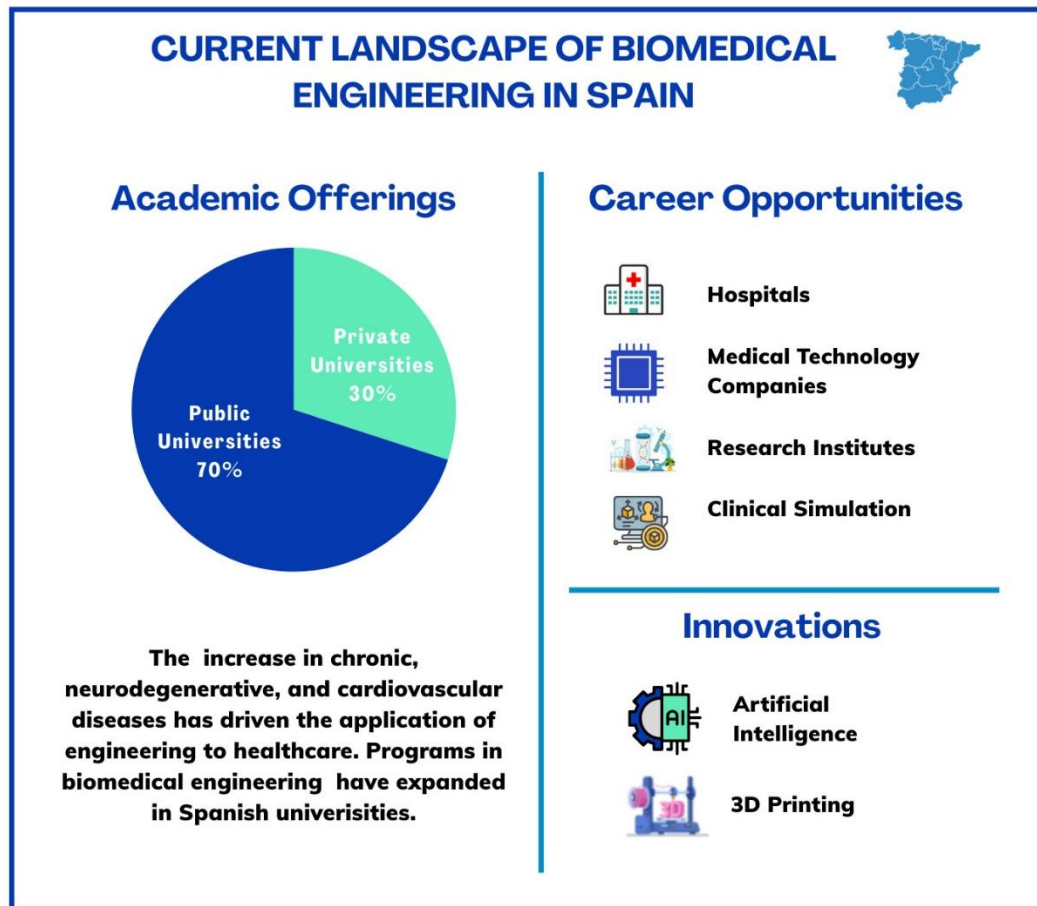 CURRENT LANDSCAPE OF BIOMEDICAL
ENGINEERING IN SPAIN
Academic Offerings
Private
Universities
30%
Public
Universities
70%
The increase in chronic,
neurodegenerative, and cardiovascular
diseases has driven the application of
engineering to healthcare. Programs in
biomedical engineering have expanded
in Spanish univerisities.
Career Opportunities
Hospitals
Medical Technology
Companies
Research Institutes
Clinical Simulation
Innovations
AI
Artificial
Intelligence
3D
3D Printing